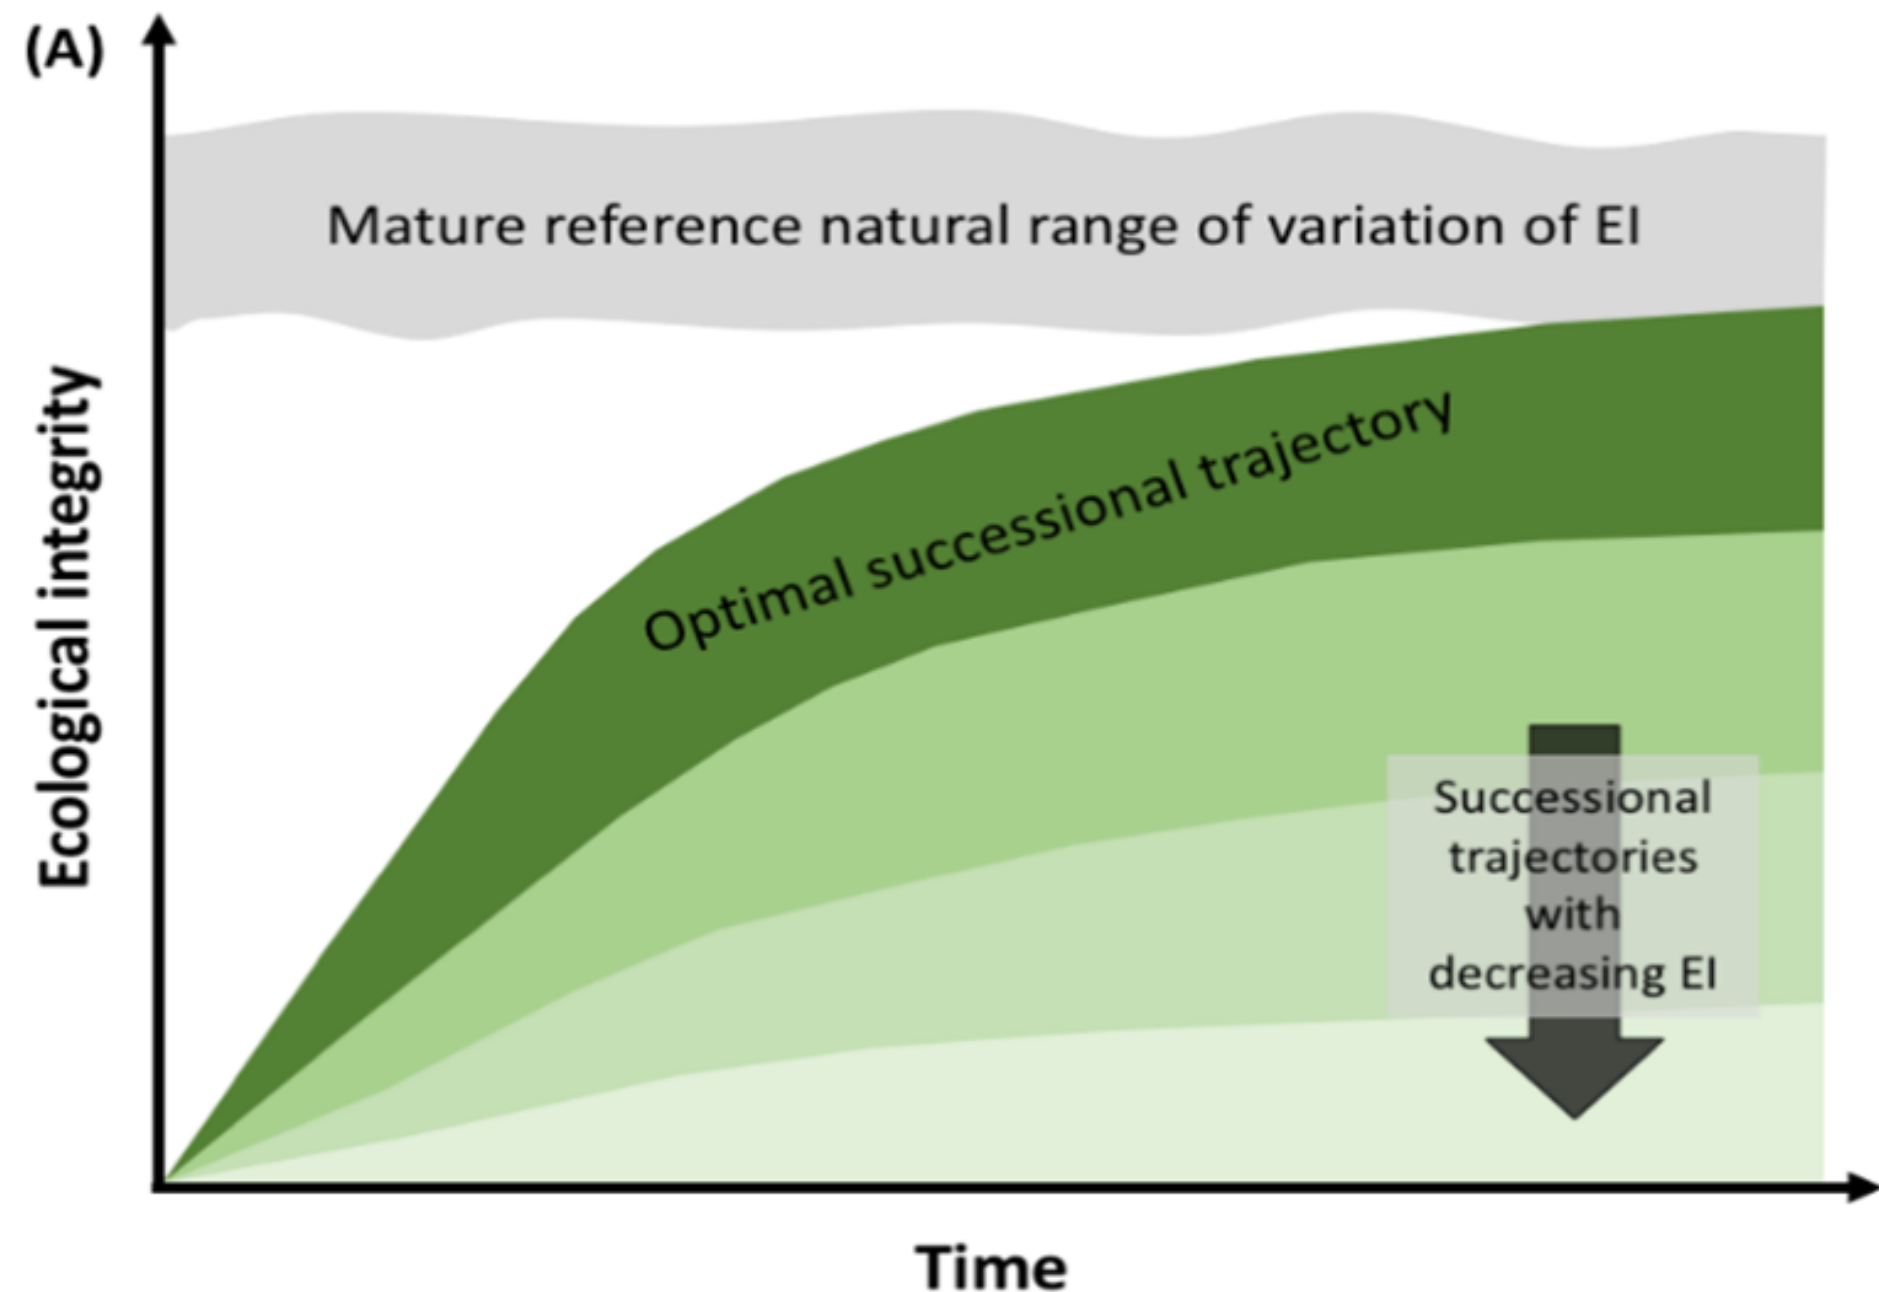 (A)
Mature reference natural range of variation of EI
Optimal successional trajectory
Successional
trajectories
with
decreasing EI
Ecological integrity
Time